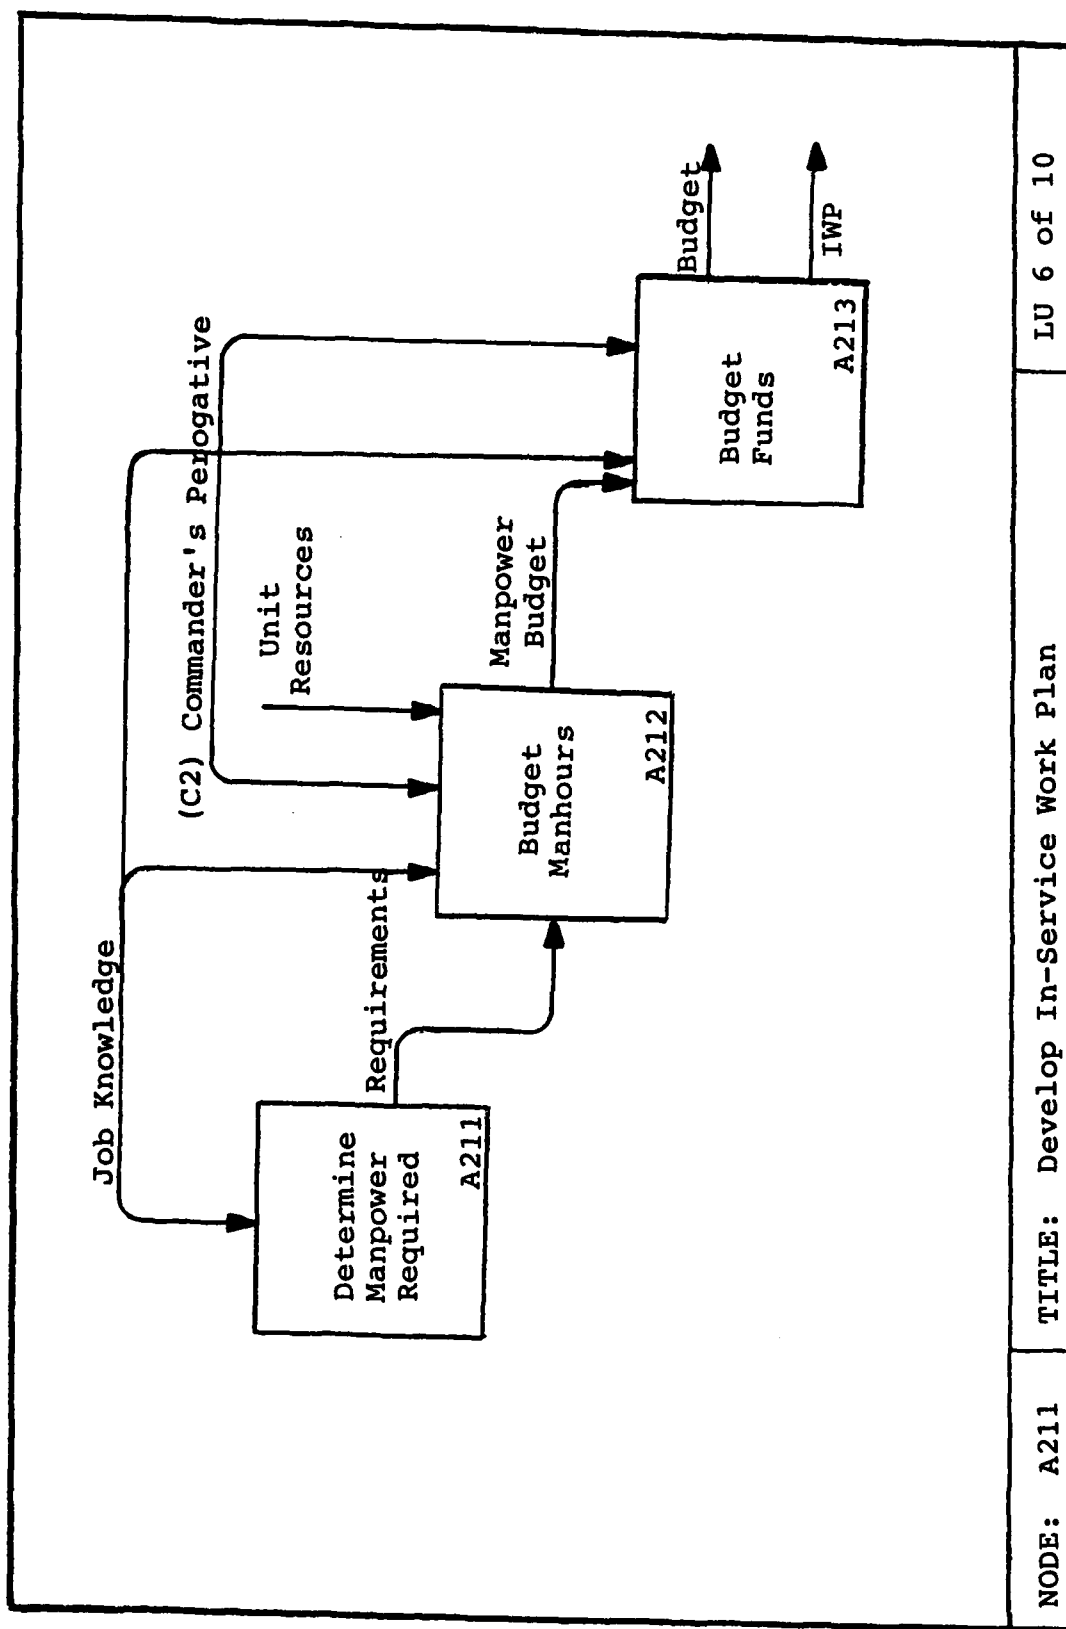 Job Knowledge
(C2) Commander's Perogative
Unit
Resources
Determine
Manpower
Required
A211
Requirements
Budget
Manhours
A212
Manpower
Budget
Budget
Funds
A213
Budget
IWP
NODE: A211
TITLE: Develop In-Service Work Plan
LU 6 of 10